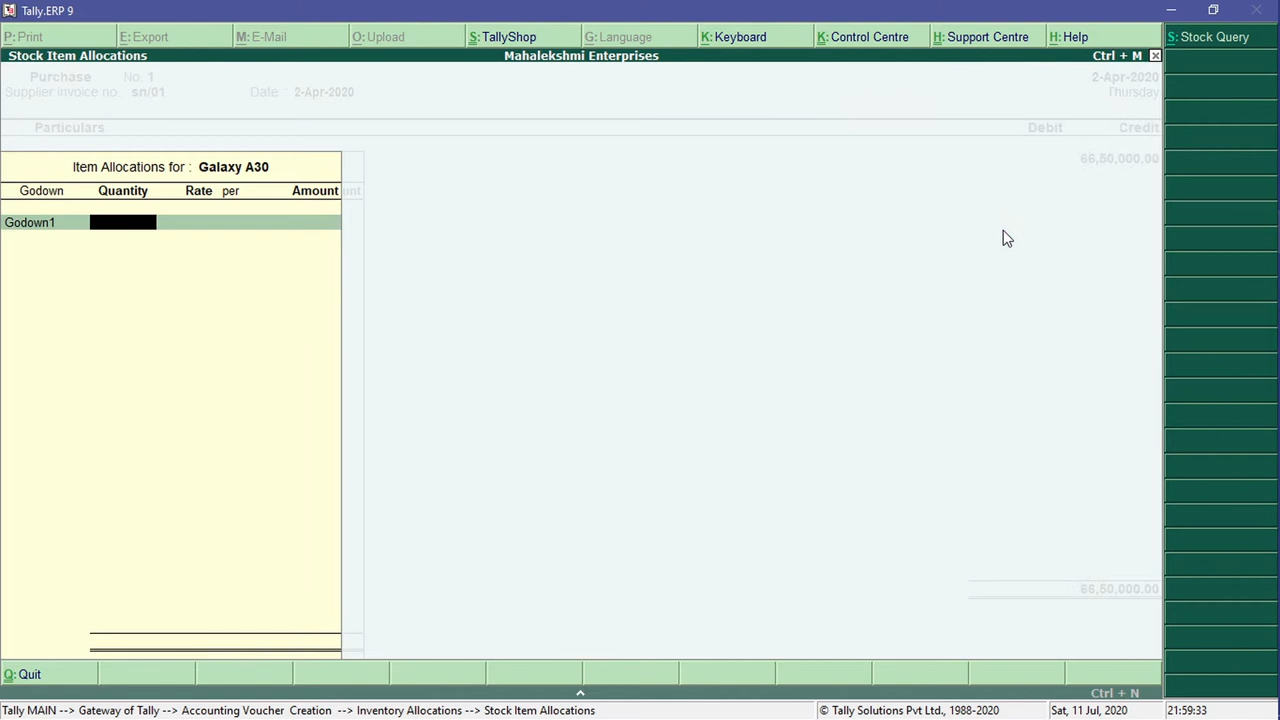 Tally.ERP 9
P: Print E: Export M: E-Mail O: Upload S: TallyShop G: Language K: Keyboard K: Control Centre H: Support Centre H: Help S: Stock Query
Stock Item Allocations Mahalekshmi Enterprises Ctrl + M
Purchase No. 1 2-Apr-2020
Supplier invoice no. sn/01 Date : 2-Apr-2020 Thursday
Particulars Debit Credit
66,50,000.00
Item Allocations for : Galaxy A30
Godown Quantity Rate per Amount
Godown1
66,50,000.00
Q: Quit
Ctrl + N
Tally MAIN --> Gateway of Tally --> Accounting Voucher Creation --> Inventory Allocations --> Stock Item Allocations © Tally Solutions Pvt Ltd., 1988-2020 Sat, 11 Jul, 2020 21:59:33